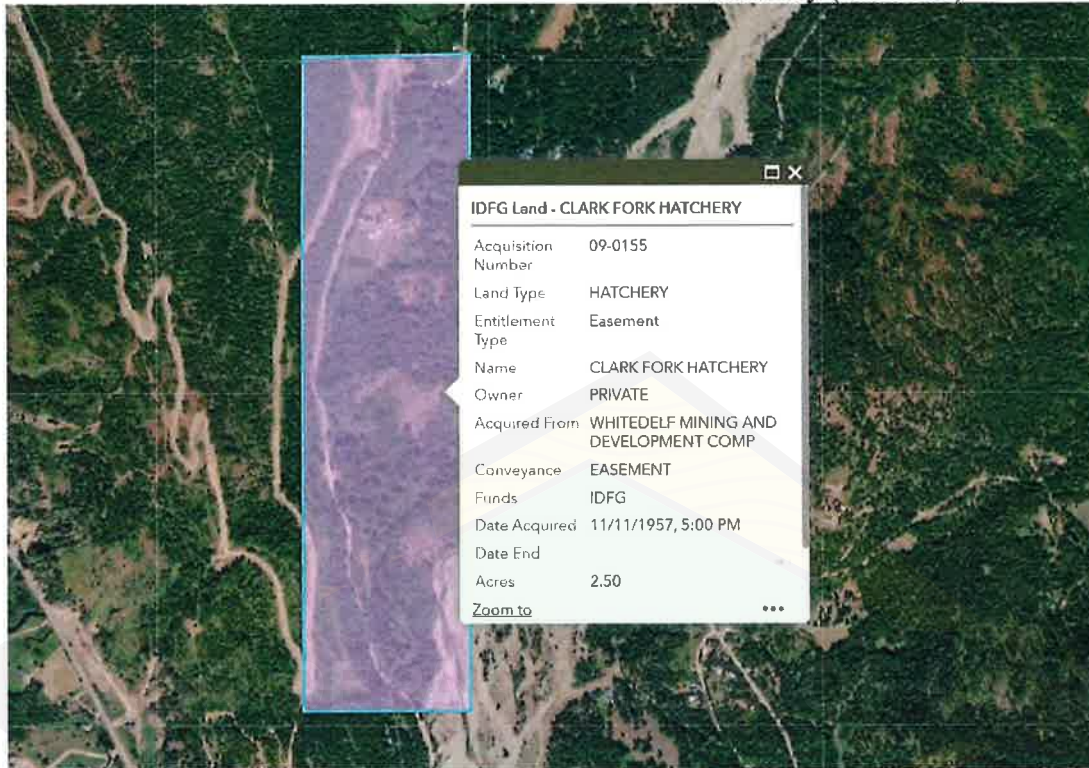 IDFG Land - CLARK FORK HATCHERY
Acquisition 09-0155
Number
Land Type HATCHERY
Entitlement Easement
Type
Name CLARK FORK HATCHERY
Owner PRIVATE
Acquired From WHITEDELF MINING AND
DEVELOPMENT COMP
Conveyance EASEMENT
Funds IDFG
Date Acquired 11/11/1957, 5:00 PM
Date End
Acres 2.50
Zoom to